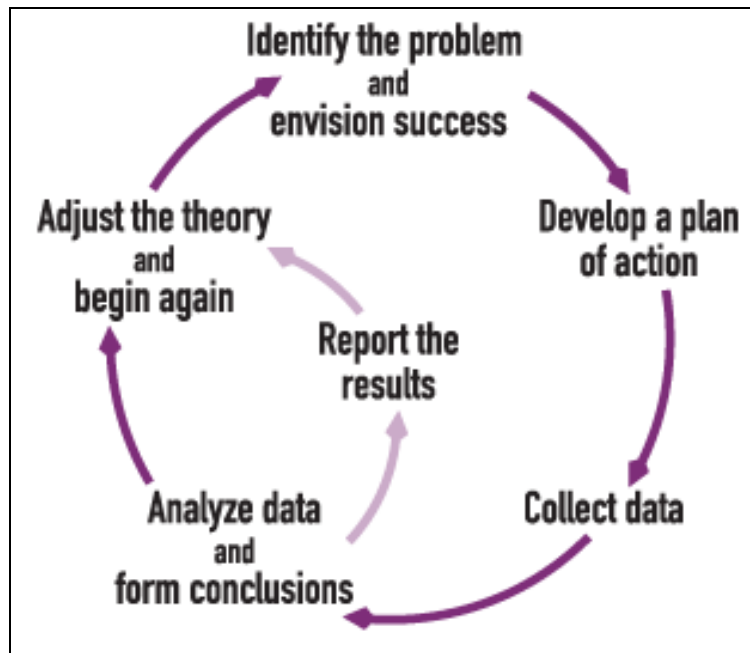 Identify the problem
and
envision success
Develop a plan
of action
Collect data
Analyze data
and
form conclusions
Report the
results
Adjust the theory
and
begin again